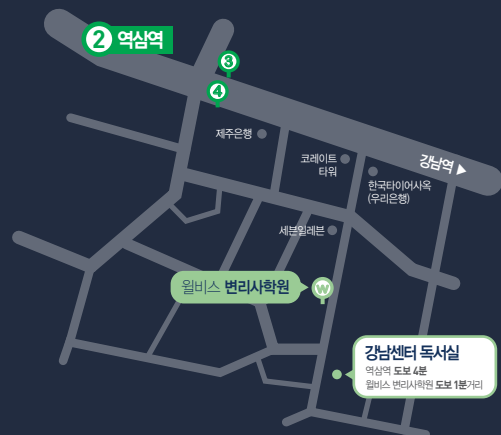 2 역삼역
3
4
제주은행
코레이트
타워
강남역 ▶
한국타이어사옥
(우리은행)
세븐일레븐
윌비스 변리사학원
W
강남센터 독서실
역삼역 도보 4분
윌비스 변리사학원 도보 1분거리